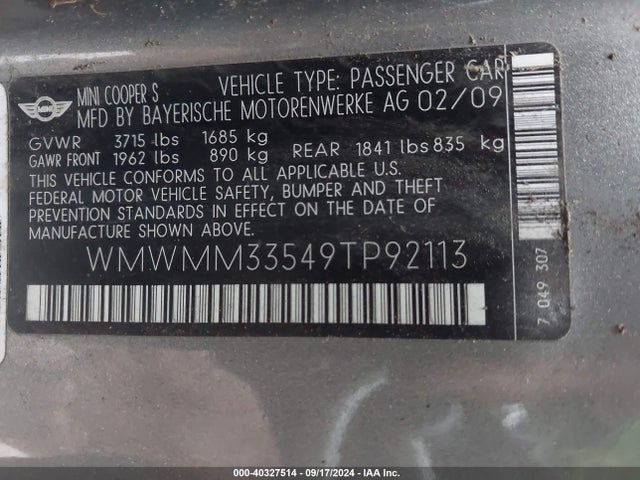 MINI COOPER S VEHICLE TYPE: PASSENGER CAR
MFD BY BAYERISCHE MOTORENWERKE AG 02/09
GVWR 3715 lbs 1685 kg
GAWR FRONT 1962 lbs 890 kg REAR 1841 lbs 835 kg
THIS VEHICLE CONFORMS TO ALL APPLICABLE U.S.
FEDERAL MOTOR VEHICLE SAFETY, BUMPER AND THEFT
PREVENTION STANDARDS IN EFFECT ON THE DATE OF
MANUFACTURE SHOWN ABOVE.
WMWMM33549TP92113
7 049 307
000-40327514 - 09/17/2024 - IAA Inc.